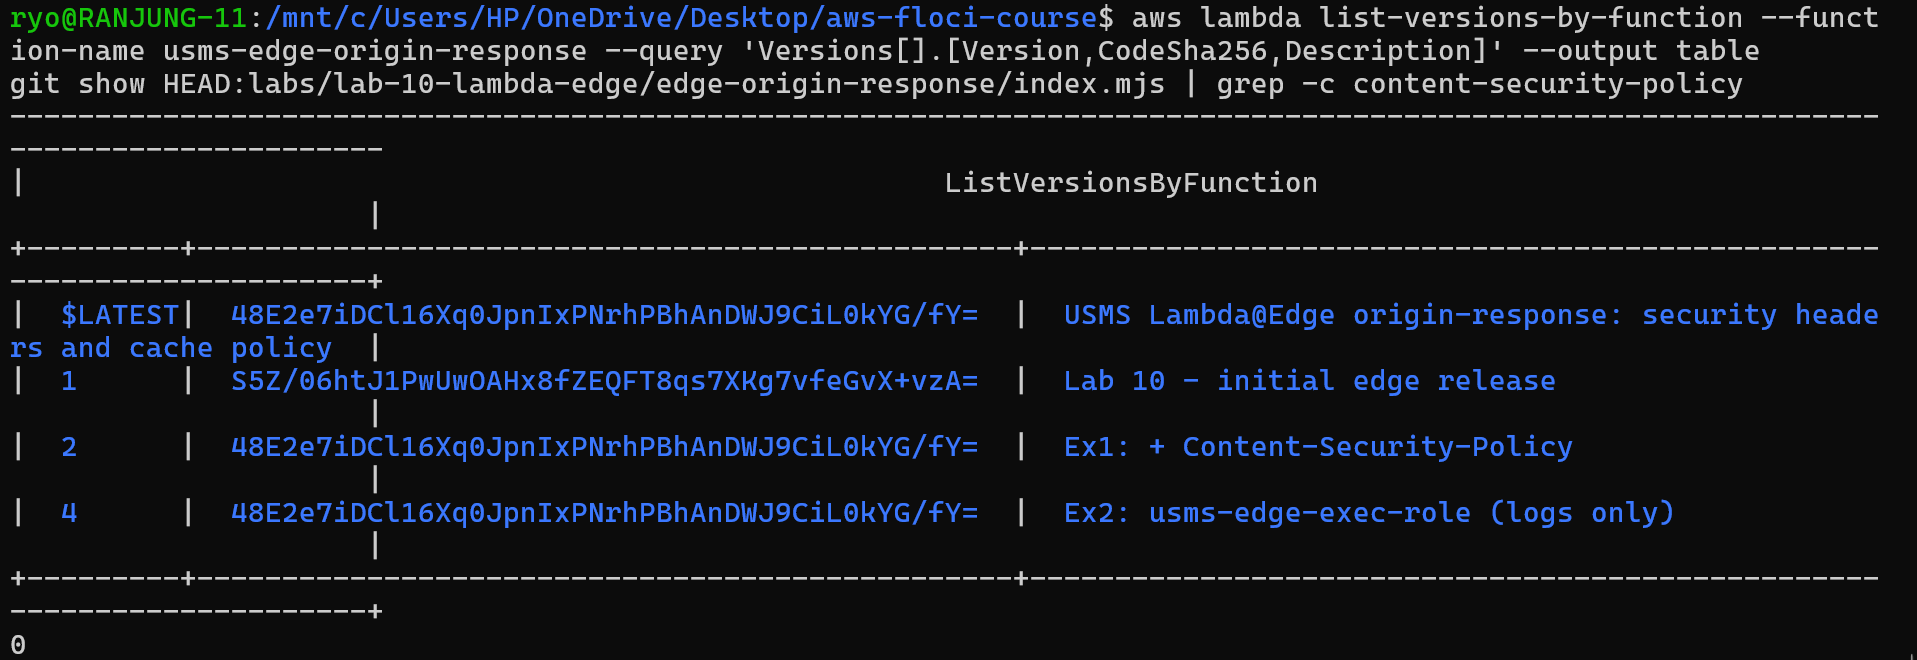 ryo@RANJUNG-11:/mnt/c/Users/HP/OneDrive/Desktop/aws-floci-course$ aws lambda list-versions-by-function --funct
ion-name usms-edge-origin-response --query 'Versions[].[Version,CodeSha256,Description]' --output table
git show HEAD:labs/lab-10-lambda-edge/edge-origin-response/index.mjs | grep -c content-security-policy
--------------------------------------------------------------------------------------------------------------
----------------------
|                                                      ListVersionsByFunction
                     |
+---------+------------------------------------------------+--------------------------------------------------
---------------------+
|  $LATEST|  48E2e7iDCl16Xq0JpnIxPNrhPBhAnDWJ9CiL0kYG/fY=  |  USMS Lambda@Edge origin-response: security heade
rs and cache policy  |
|  1      |  S5Z/06htJ1PwUwOAHx8fZEQFT8qs7XKg7vfeGvX+vzA=  |  Lab 10 - initial edge release
                     |
|  2      |  48E2e7iDCl16Xq0JpnIxPNrhPBhAnDWJ9CiL0kYG/fY=  |  Ex1: + Content-Security-Policy
                     |
|  4      |  48E2e7iDCl16Xq0JpnIxPNrhPBhAnDWJ9CiL0kYG/fY=  |  Ex2: usms-edge-exec-role (logs only)
                     |
+---------+------------------------------------------------+--------------------------------------------------
---------------------+
0